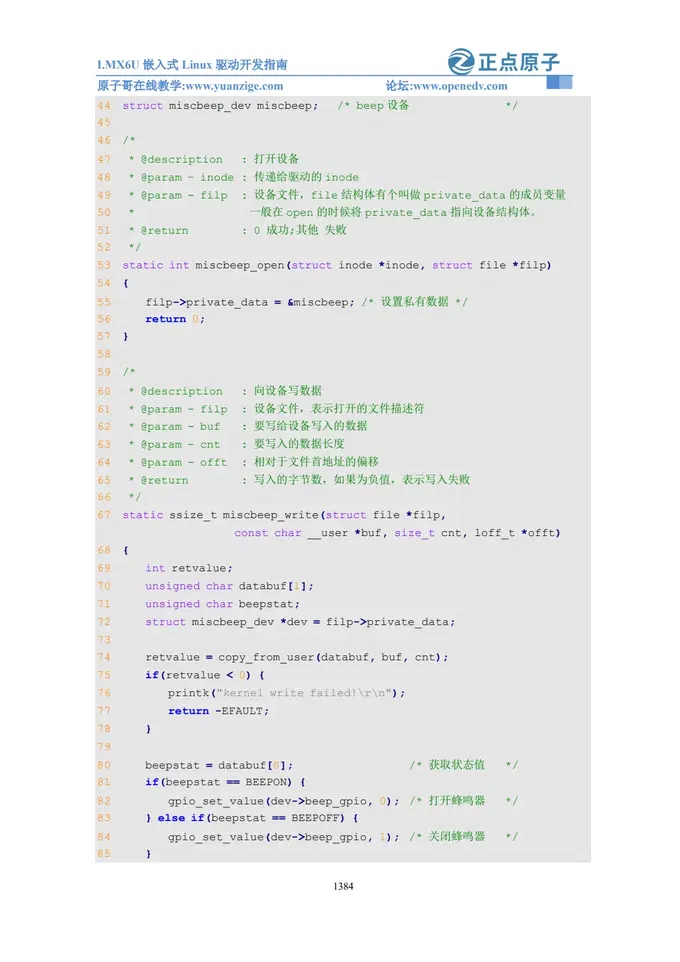 I.MX6U 嵌入式 Linux 驱动开发指南
正点原子
原子哥在线教学:www.yuanzige.com 论坛:www.openedv.com
44 struct miscbeep_dev miscbeep; /* beep 设备 */
45
46 /*
47 * @description : 打开设备
48 * @param - inode : 传递给驱动的 inode
49 * @param - filp : 设备文件，file 结构体有个叫做 private_data 的成员变量
50 * 一般在 open 的时候将 private_data 指向设备结构体。
51 * @return : 0 成功;其他 失败
52 */
53 static int miscbeep_open(struct inode *inode, struct file *filp)
54 {
55 filp->private_data = &miscbeep; /* 设置私有数据 */
56 return 0;
57 }
58
59 /*
60 * @description : 向设备写数据
61 * @param - filp : 设备文件，表示打开的文件描述符
62 * @param - buf : 要写给设备写入的数据
63 * @param - cnt : 要写入的数据长度
64 * @param - offt : 相对于文件首地址的偏移
65 * @return : 写入的字节数，如果为负值，表示写入失败
66 */
67 static ssize_t miscbeep_write(struct file *filp,
const char __user *buf, size_t cnt, loff_t *offt)
68 {
69 int retvalue;
70 unsigned char databuf[1];
71 unsigned char beepstat;
72 struct miscbeep_dev *dev = filp->private_data;
73
74 retvalue = copy_from_user(databuf, buf, cnt);
75 if(retvalue < 0) {
76 printk("kernel write failed!\r\n");
77 return -EFAULT;
78 }
79
80 beepstat = databuf[0]; /* 获取状态值 */
81 if(beepstat == BEEPON) {
82 gpio_set_value(dev->beep_gpio, 0); /* 打开蜂鸣器 */
83 } else if(beepstat == BEEPOFF) {
84 gpio_set_value(dev->beep_gpio, 1); /* 关闭蜂鸣器 */
85 }
1384